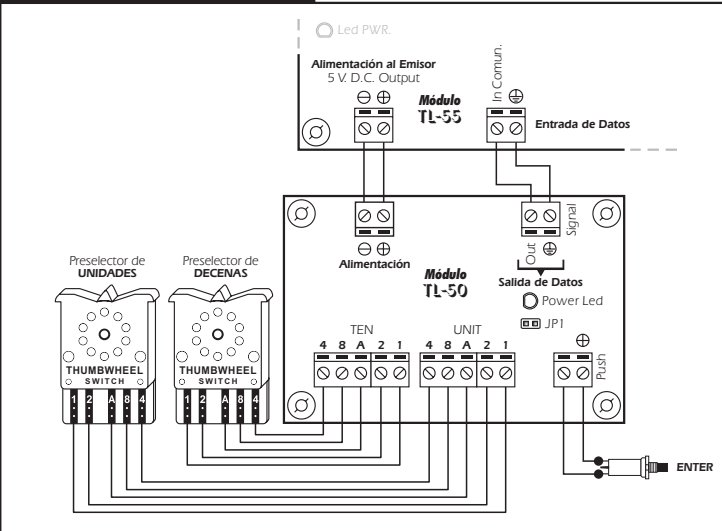 Led PWR.
Alimentación al Emisor
5 V. D.C. Output
In Comun.
⊖ ⊕
Módulo
TL-55
Entrada de Datos
⊖ ⊕
Alimentación
Signal
Out
Salida de Datos
Módulo
TL-50
Power Led
JP1
Preselector de
UNIDADES
Preselector de
DECENAS
TEN
4 8 A 2 1
UNIT
4 8 A 2 1
⊕
Push
THUMBWHEEL
SWITCH
1 2 A 8 4
THUMBWHEEL
SWITCH
1 2 A 8 4
ENTER